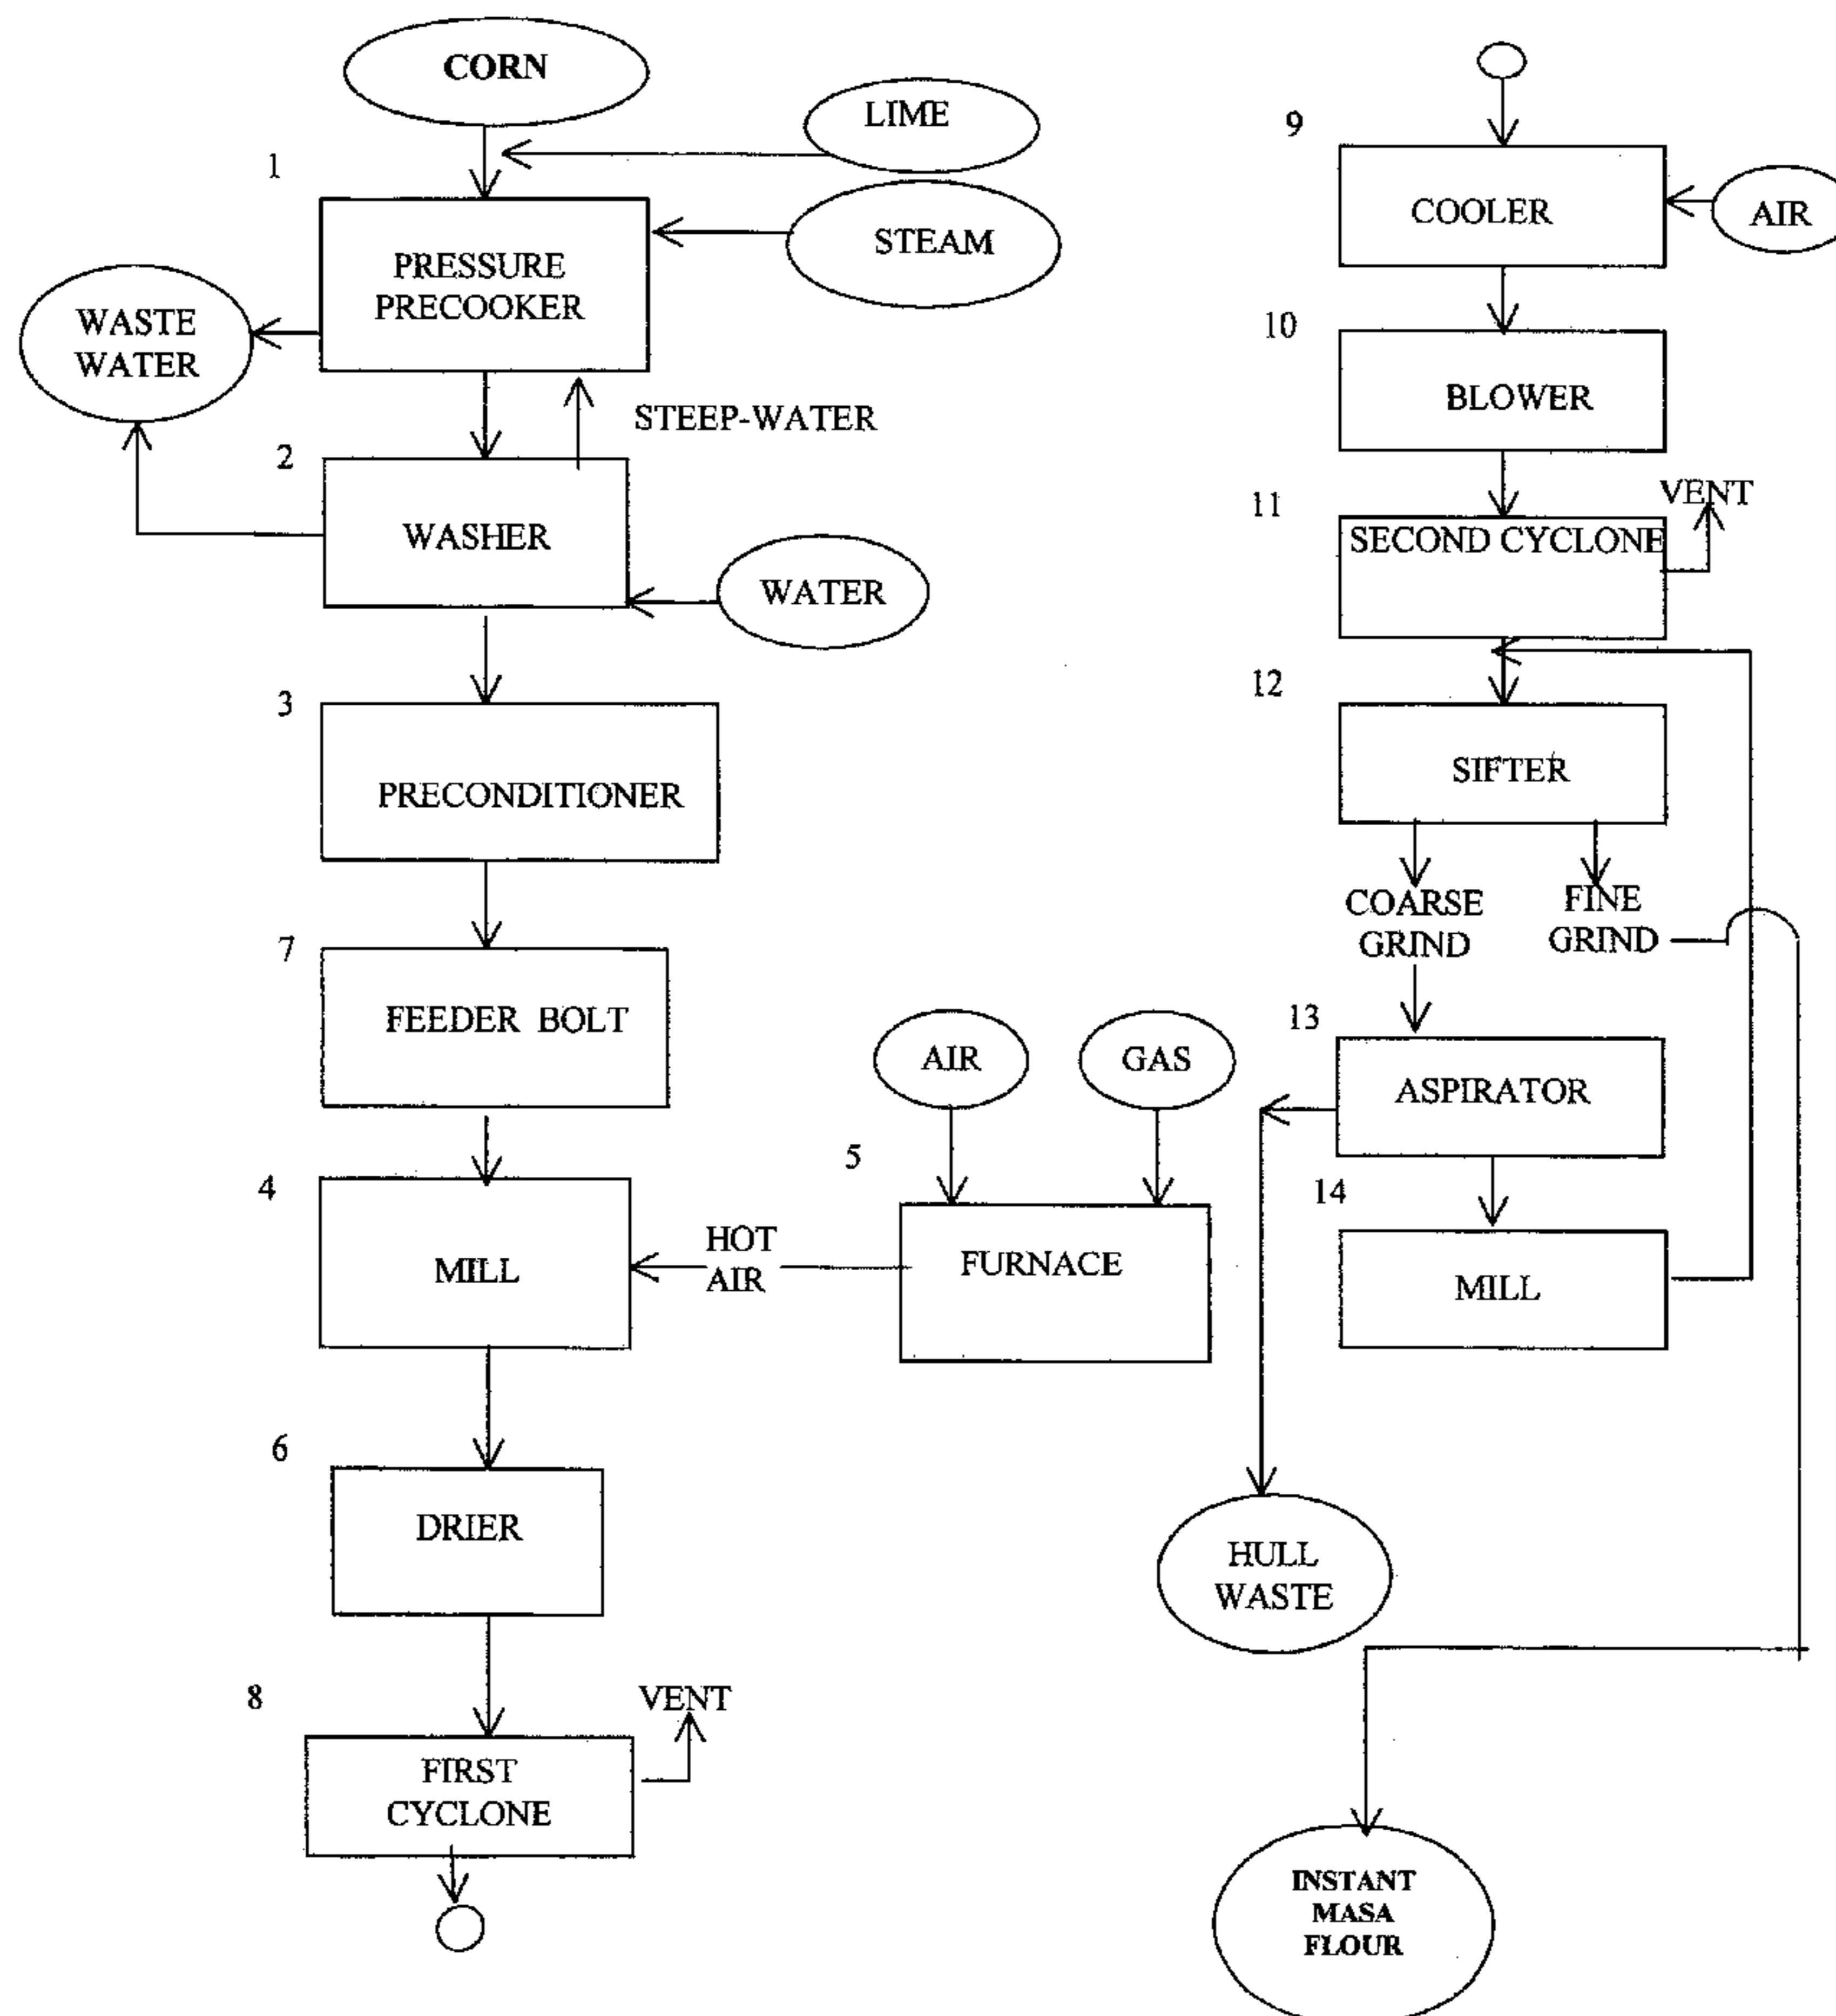 CORN
LIME
1
STEAM
PRESSURE
PRECOOKER
WASTE
WATER
STEEP-WATER
2
WASHER
WATER
3
PRECONDITIONER
7
FEEDER BOLT
AIR
GAS
5
4
HOT
AIR
FURNACE
MILL
6
DRIER
8
VENT
FIRST
CYCLONE
9
COOLER
AIR
10
BLOWER
11
VENT
SECOND CYCLONE
12
SIFTER
COARSE
GRIND
FINE
GRIND
13
ASPIRATOR
14
MILL
HULL
WASTE
INSTANT
MASA
FLOUR